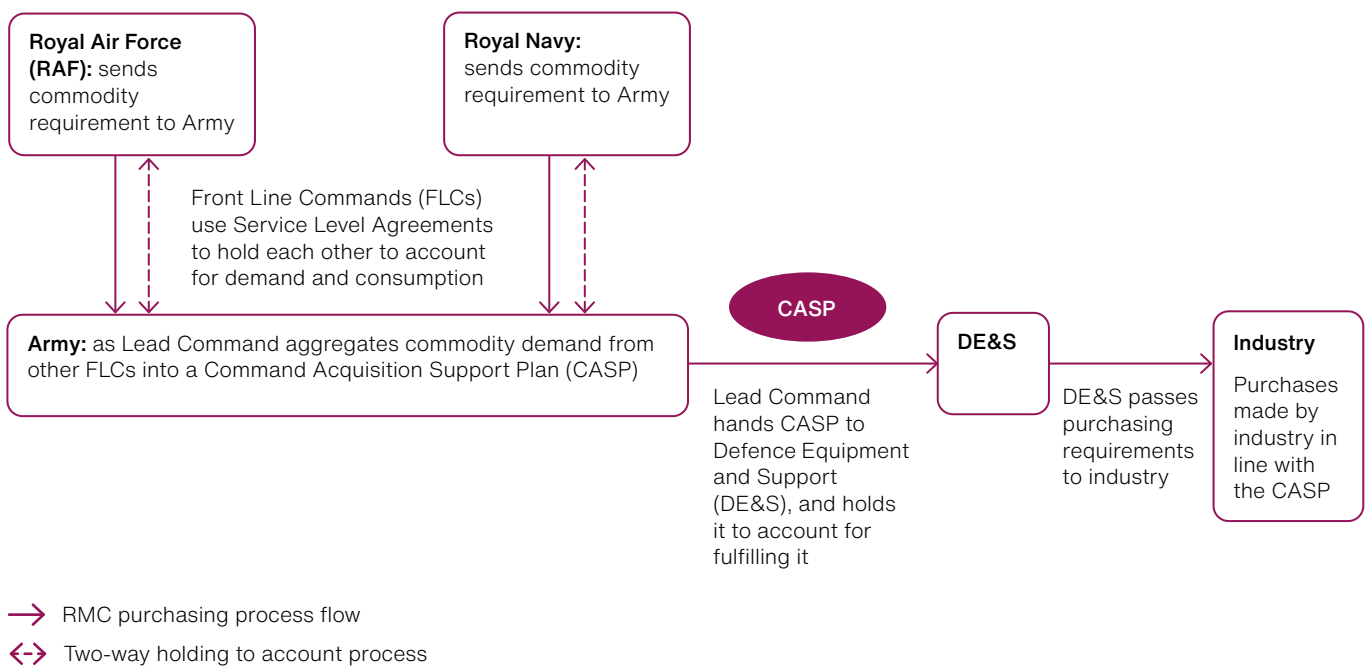 Royal Air Force
(RAF): sends
commodity
requirement to Army
Royal Navy:
sends commodity
requirement to Army
Front Line Commands (FLCs)
use Service Level Agreements
to hold each other to account
for demand and consumption
Army: as Lead Command aggregates commodity demand from
other FLCs into a Command Acquisition Support Plan (CASP)
CASP
Lead Command
hands CASP to
Defence Equipment
and Support
(DE&S), and holds
it to account for
fulfilling it
DE&S
DE&S passes
purchasing
requirements
to industry
Industry
Purchases
made by
industry in
line with
the CASP
RMC purchasing process flow
Two-way holding to account process